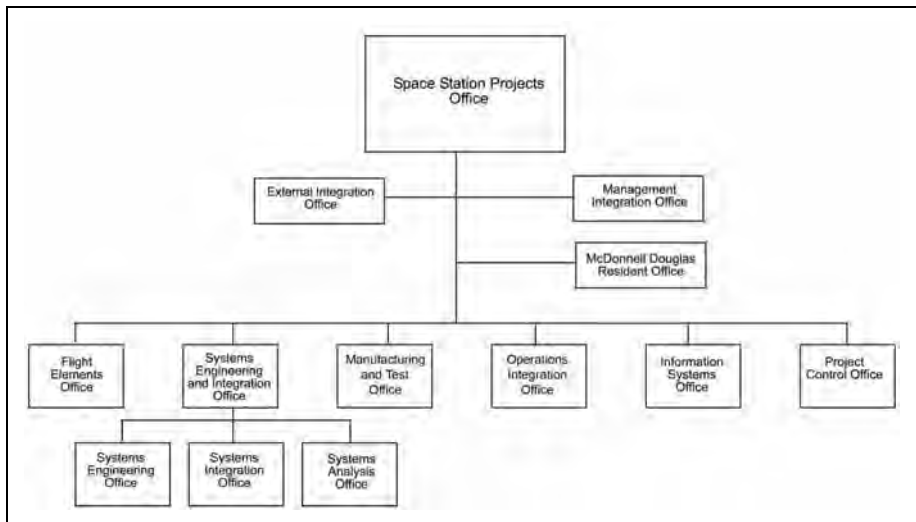 Space Station Projects
Office
External Integration
Office
Management
Integration Office
McDonnell Douglas
Resident Office
Flight
Elements
Office
Systems
Engineering
and Integration
Office
Manufacturing
and Test
Office
Operations
Integration
Office
Information
Systems
Office
Project
Control Office
Systems
Engineering
Office
Systems
Integration
Office
Systems
Analysis
Office